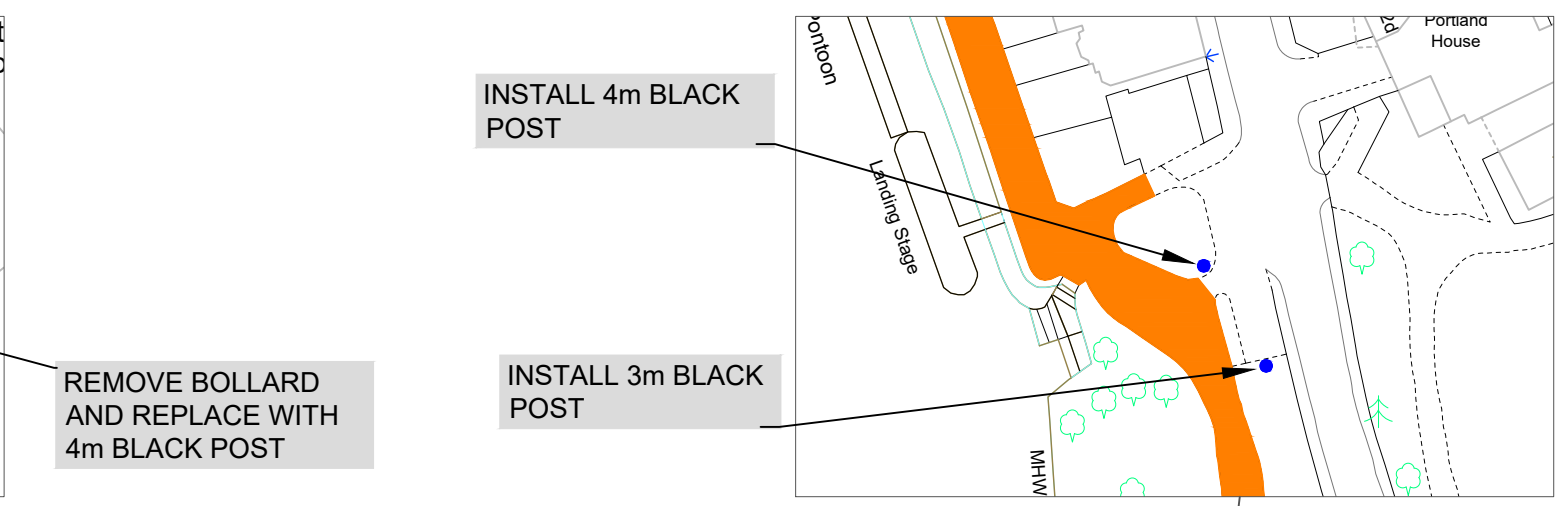 INSTALL 4m BLACK
POST
REMOVE BOLLARD
AND REPLACE WITH
4m BLACK POST
INSTALL 3m BLACK
POST
Pontoon
Landing Stage
MHW
Portland
House